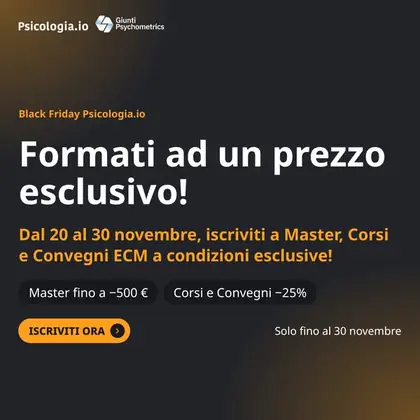 Psicologia.io
Giunti
Psychometrics
Black Friday Psicologia.io
Formati ad un prezzo
esclusivo!
Dal 20 al 30 novembre, iscriviti a Master, Corsi
e Convegni ECM a condizioni esclusive!
Master fino a −500 € Corsi e Convegni −25%
ISCRIVITI ORA Solo fino al 30 novembre